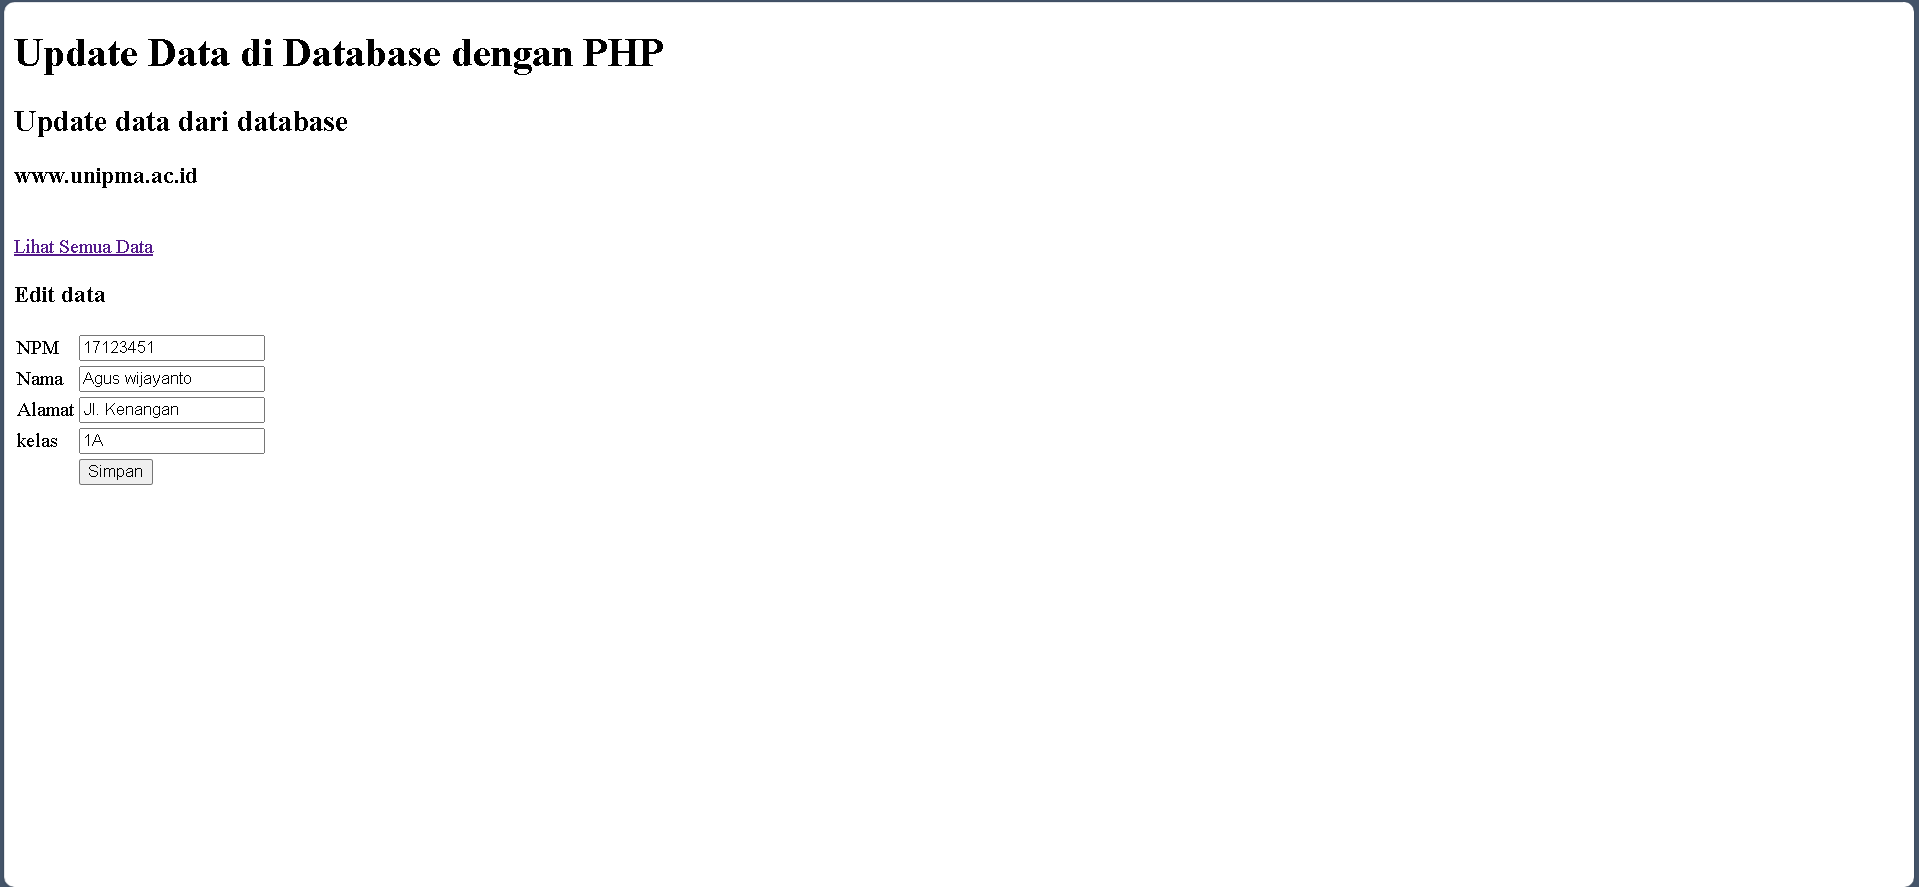 Update Data di Database dengan PHP
Update data dari database
www.unipma.ac.id
Lihat Semua Data
Edit data
NPM 17123451
Nama Agus wijayanto
Alamat Jl. Kenangan
kelas 1A
Simpan